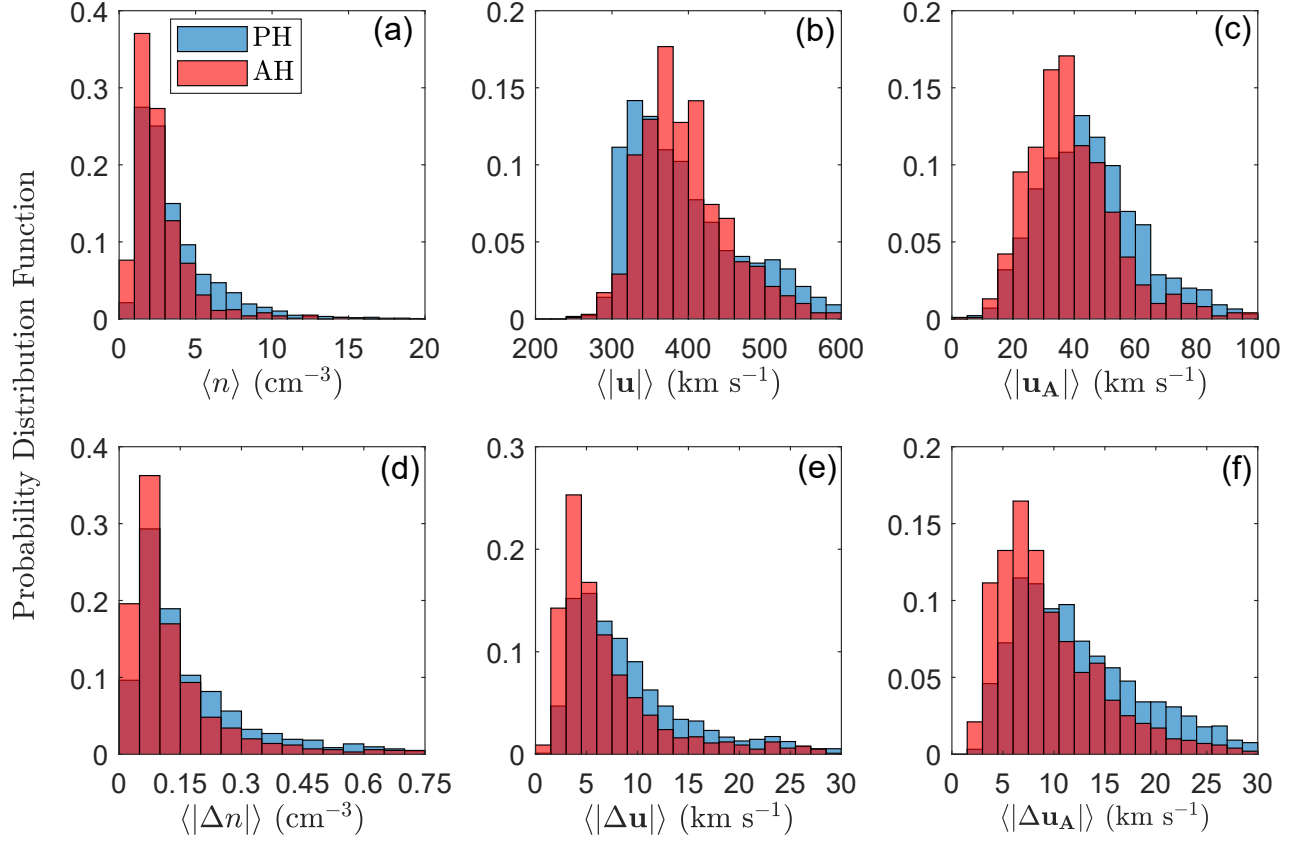 Probability Distribution Function
(a)
PH
AH
0.4
0.3
0.2
0.1
0
0 5 10 15 20
⟨n⟩ (cm⁻³)
(b)
0.2
0.15
0.1
0.05
0
200 300 400 500 600
⟨|u|⟩ (km s⁻¹)
(c)
0.2
0.15
0.1
0.05
0
0 20 40 60 80 100
⟨|u_A|⟩ (km s⁻¹)
(d)
0.4
0.3
0.2
0.1
0
0 0.15 0.3 0.45 0.6 0.75
⟨|Δn|⟩ (cm⁻³)
(e)
0.3
0.2
0.1
0
0 5 10 15 20 25 30
⟨|Δu|⟩ (km s⁻¹)
(f)
0.2
0.15
0.1
0.05
0
0 5 10 15 20 25 30
⟨|Δu_A|⟩ (km s⁻¹)